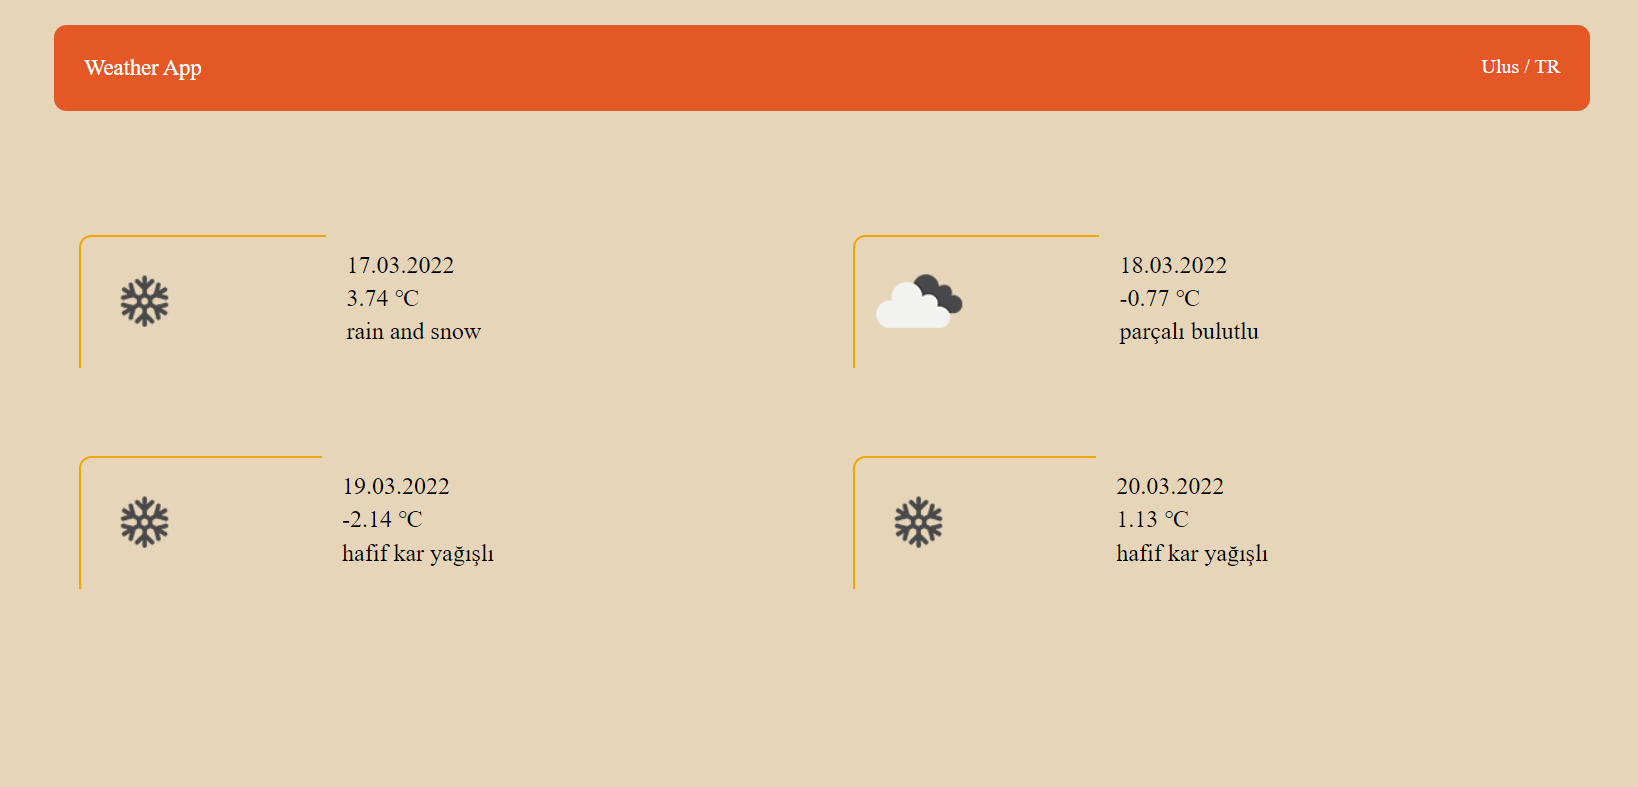 Weather App
Ulus / TR
17.03.2022
3.74 °C
rain and snow
18.03.2022
-0.77 °C
parçalı bulutlu
19.03.2022
-2.14 °C
hafif kar yağışlı
20.03.2022
1.13 °C
hafif kar yağışlı